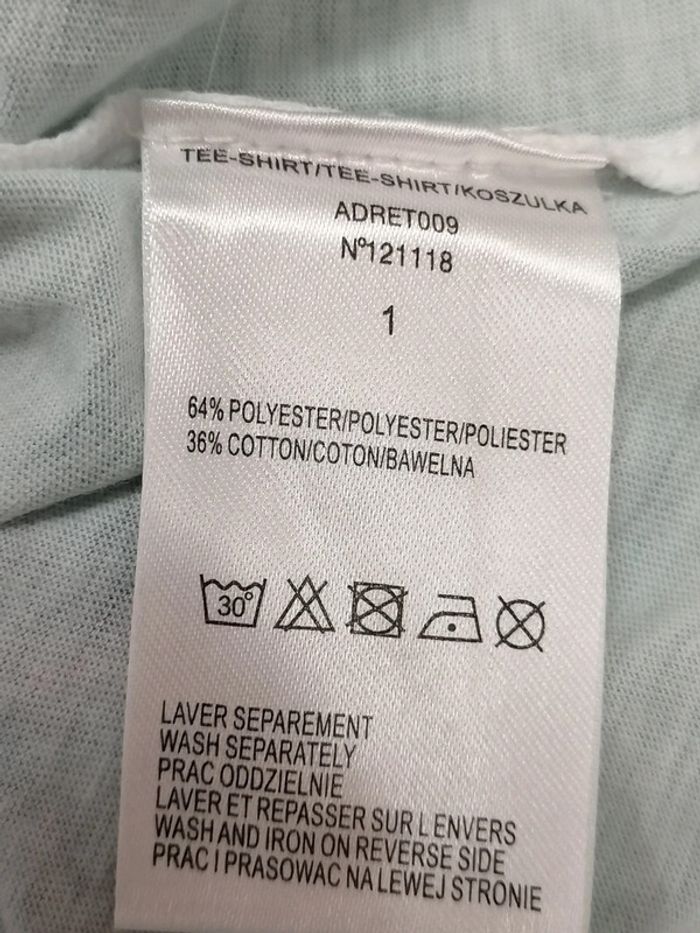 TEE-SHIRT/TEE-SHIRT/KOSZULKA
ADRET009
Nº121118
1
64% POLYESTER/POLYESTER/POLIESTER
36% COTTON/COTON/BAWELNA
30°
LAVER SEPAREMENT
WASH SEPARATELY
PRAC ODDZIELNIE
LAVER ET REPASSER SUR L ENVERS
WASH AND IRON ON REVERSE SIDE
PRAC I PRASOWAC NA LEWEJ STRONIE